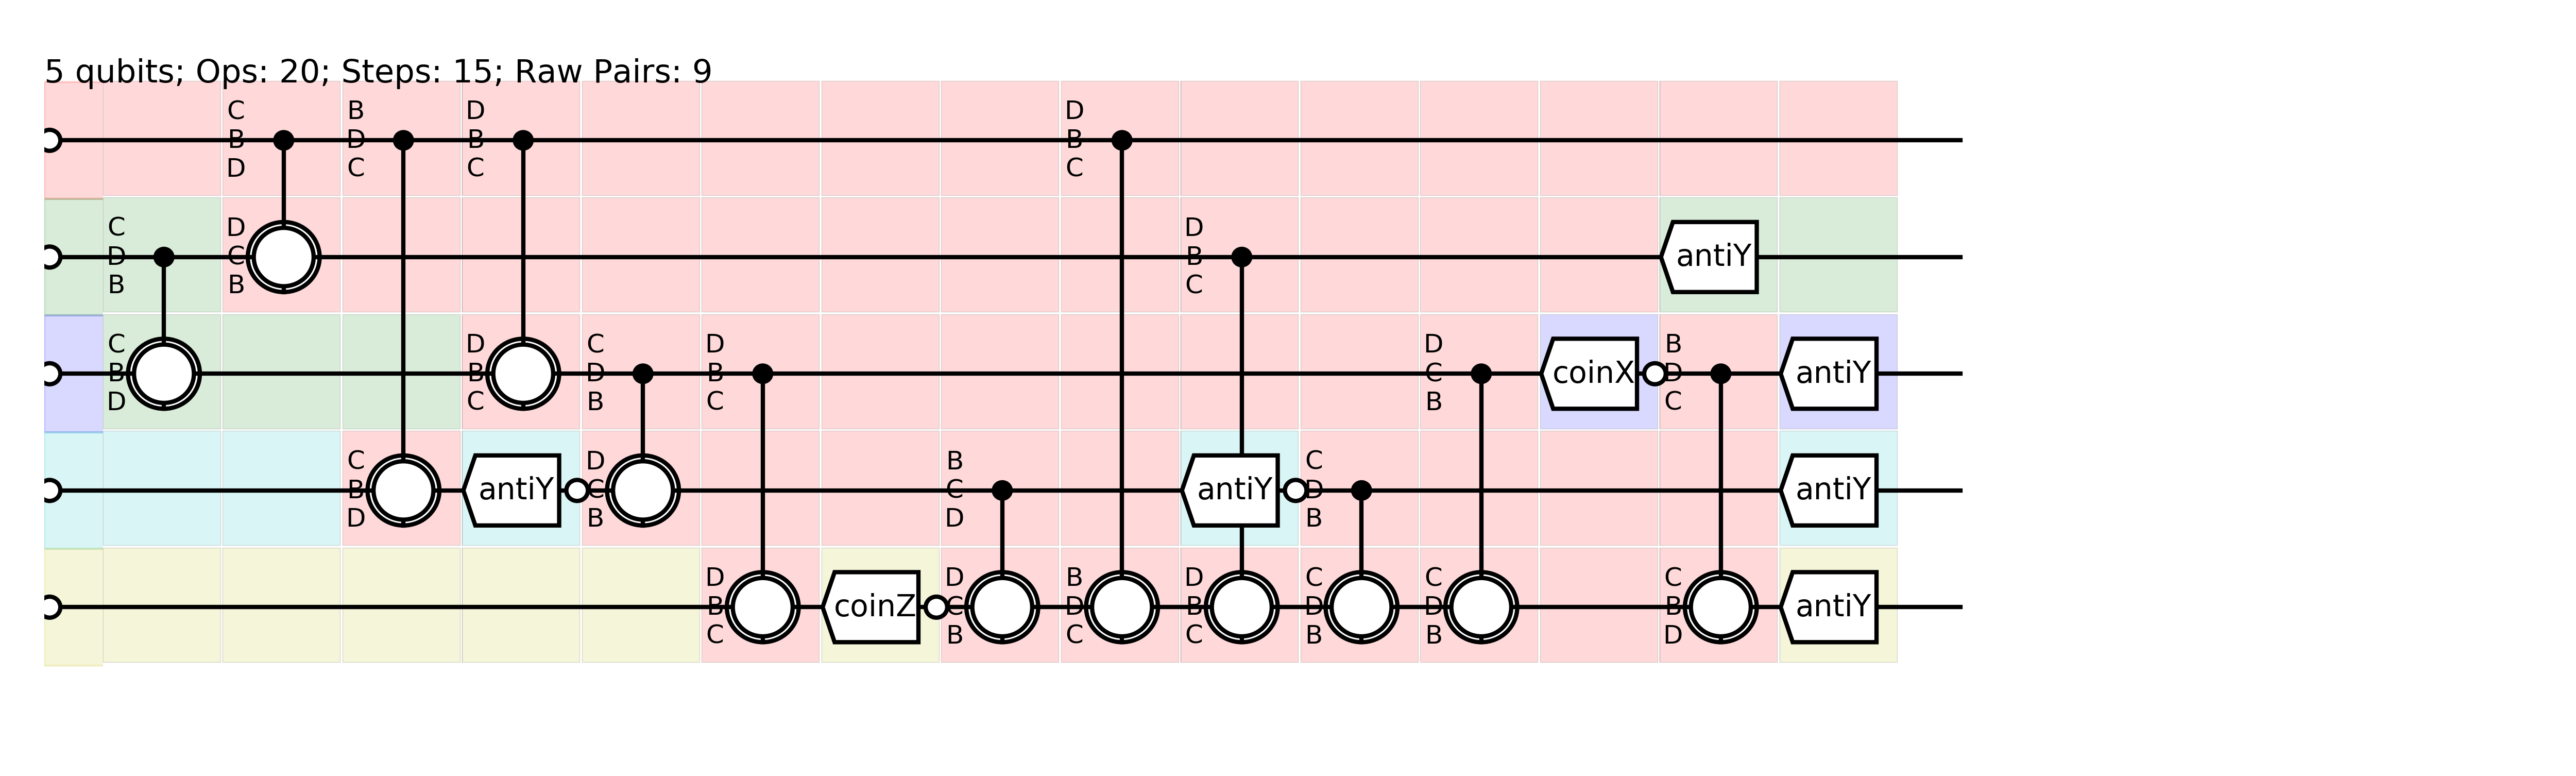 5 qubits; Ops: 20; Steps: 15; Raw Pairs: 9
C B D D
B D B B
D C C C
C D D
D C B
B B C antiY
C D C D D
B B D B C coinX D antiY
D C B C B C
C D B C
B antiY C C antiY D antiY
D B D B
D D B D C C C
B coinZ C D B D D B antiY
C B C C B B D